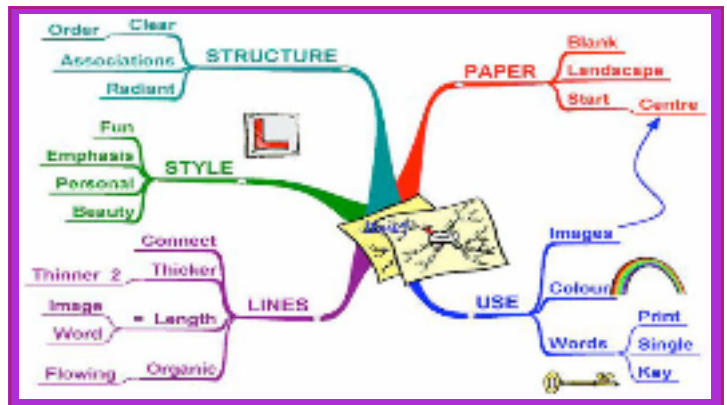 STRUCTURE
Clear
Order
Associations
Radiant
STYLE
Fun
Emphasis
Personal
Beauty
LINES
Connect
Thicker
Thinner 2
= Length
Image
Word
Organic
Flowing
PAPER
Blank
Landscape
Start
Centre
USE
Images
Colour
Words
Print
Single
Key
L